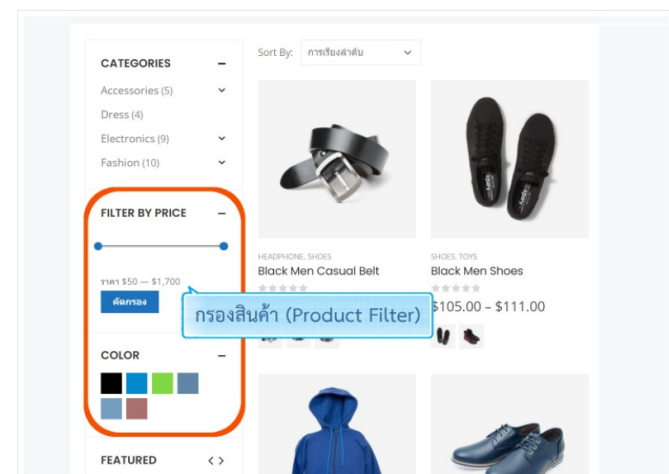 CATEGORIES
Accessories (5)
Dress (4)
Electronics (9)
Fashion (10)
FILTER BY PRICE
ราคา $50 — $1,700
คัดกรอง
COLOR
FEATURED
Sort By: การเรียงลำดับ
HEADPHONE, SHOES
Black Men Casual Belt
SHOES, TOYS
Black Men Shoes
$105.00 – $111.00
กรองสินค้า (Product Filter)